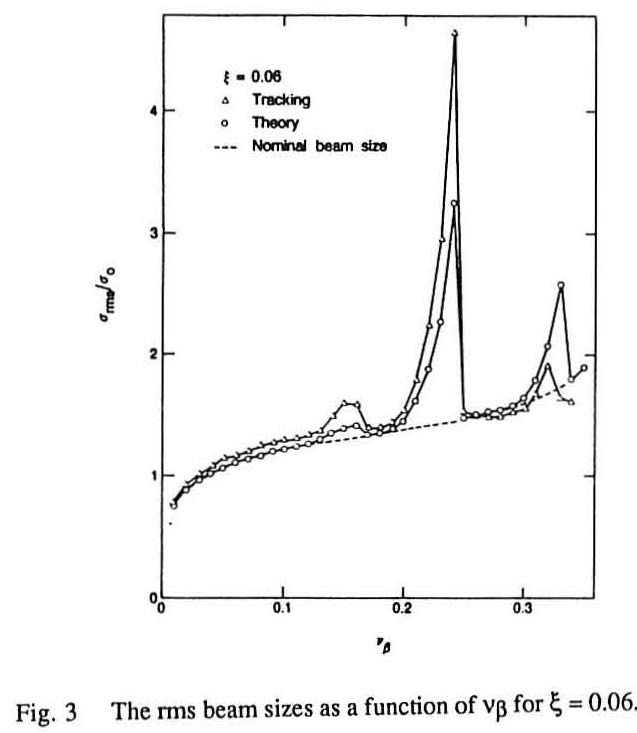 ξ = 0.06
△ Tracking
○ Theory
--- Nominal beam size
σrms/σo
4
3
2
1
0
0 0.1 0.2 0.3
νβ
Fig. 3 The rms beam sizes as a function of νβ for ξ = 0.06.